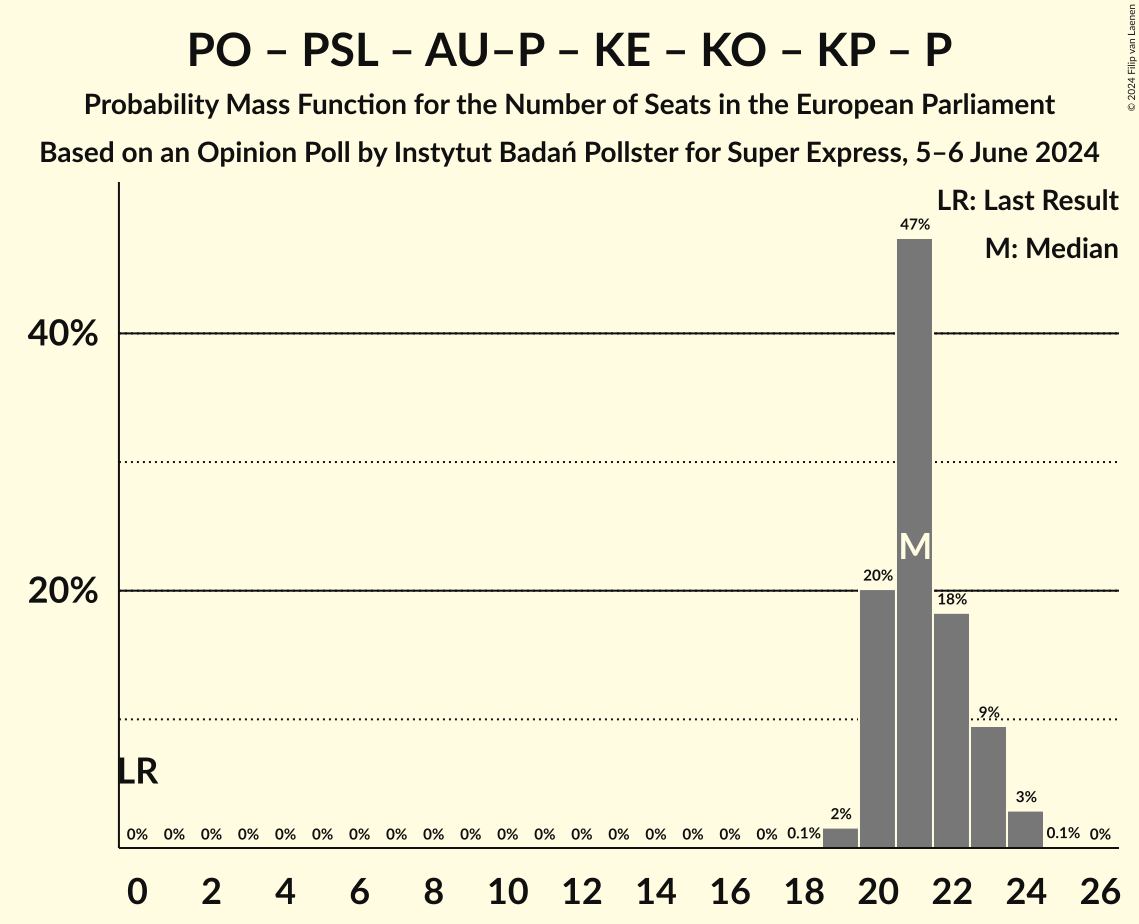 PO – PSL – AU–P – KE – KO – KP – P
Probability Mass Function for the Number of Seats in the European Parliament
Based on an Opinion Poll by Instytut Badań Pollster for Super Express, 5–6 June 2024
© 2024 Filip van Laenen
LR: Last Result
M: Median
47%
40%
M
20%
20%
18%
9%
LR
3%
2%
0% 0% 0% 0% 0% 0% 0% 0% 0% 0% 0% 0% 0% 0% 0% 0% 0% 0% 0.1% 0.1% 0%
0 2 4 6 8 10 12 14 16 18 20 22 24 26